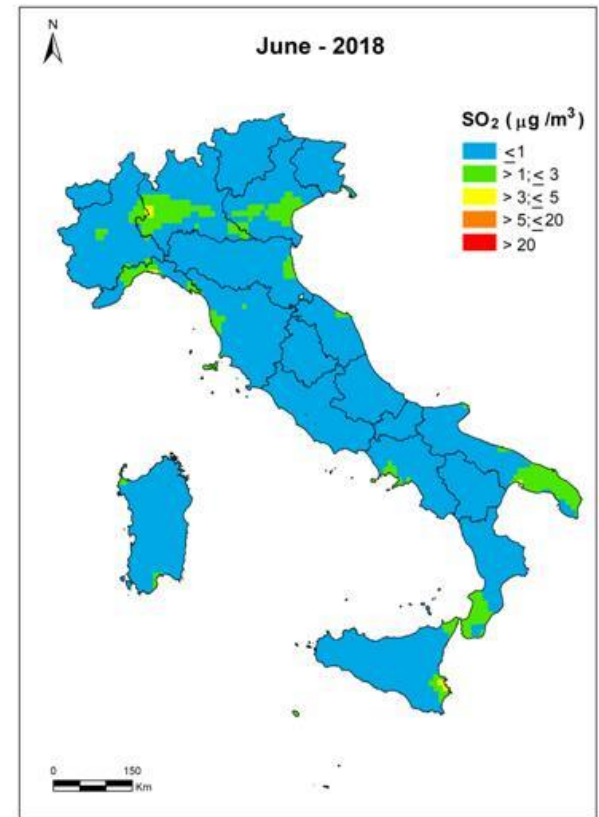 N
June - 2018
SO₂ ( µg /m³)
≤1
> 1;≤ 3
> 3;≤ 5
> 5;≤20
> 20
0 150
Km